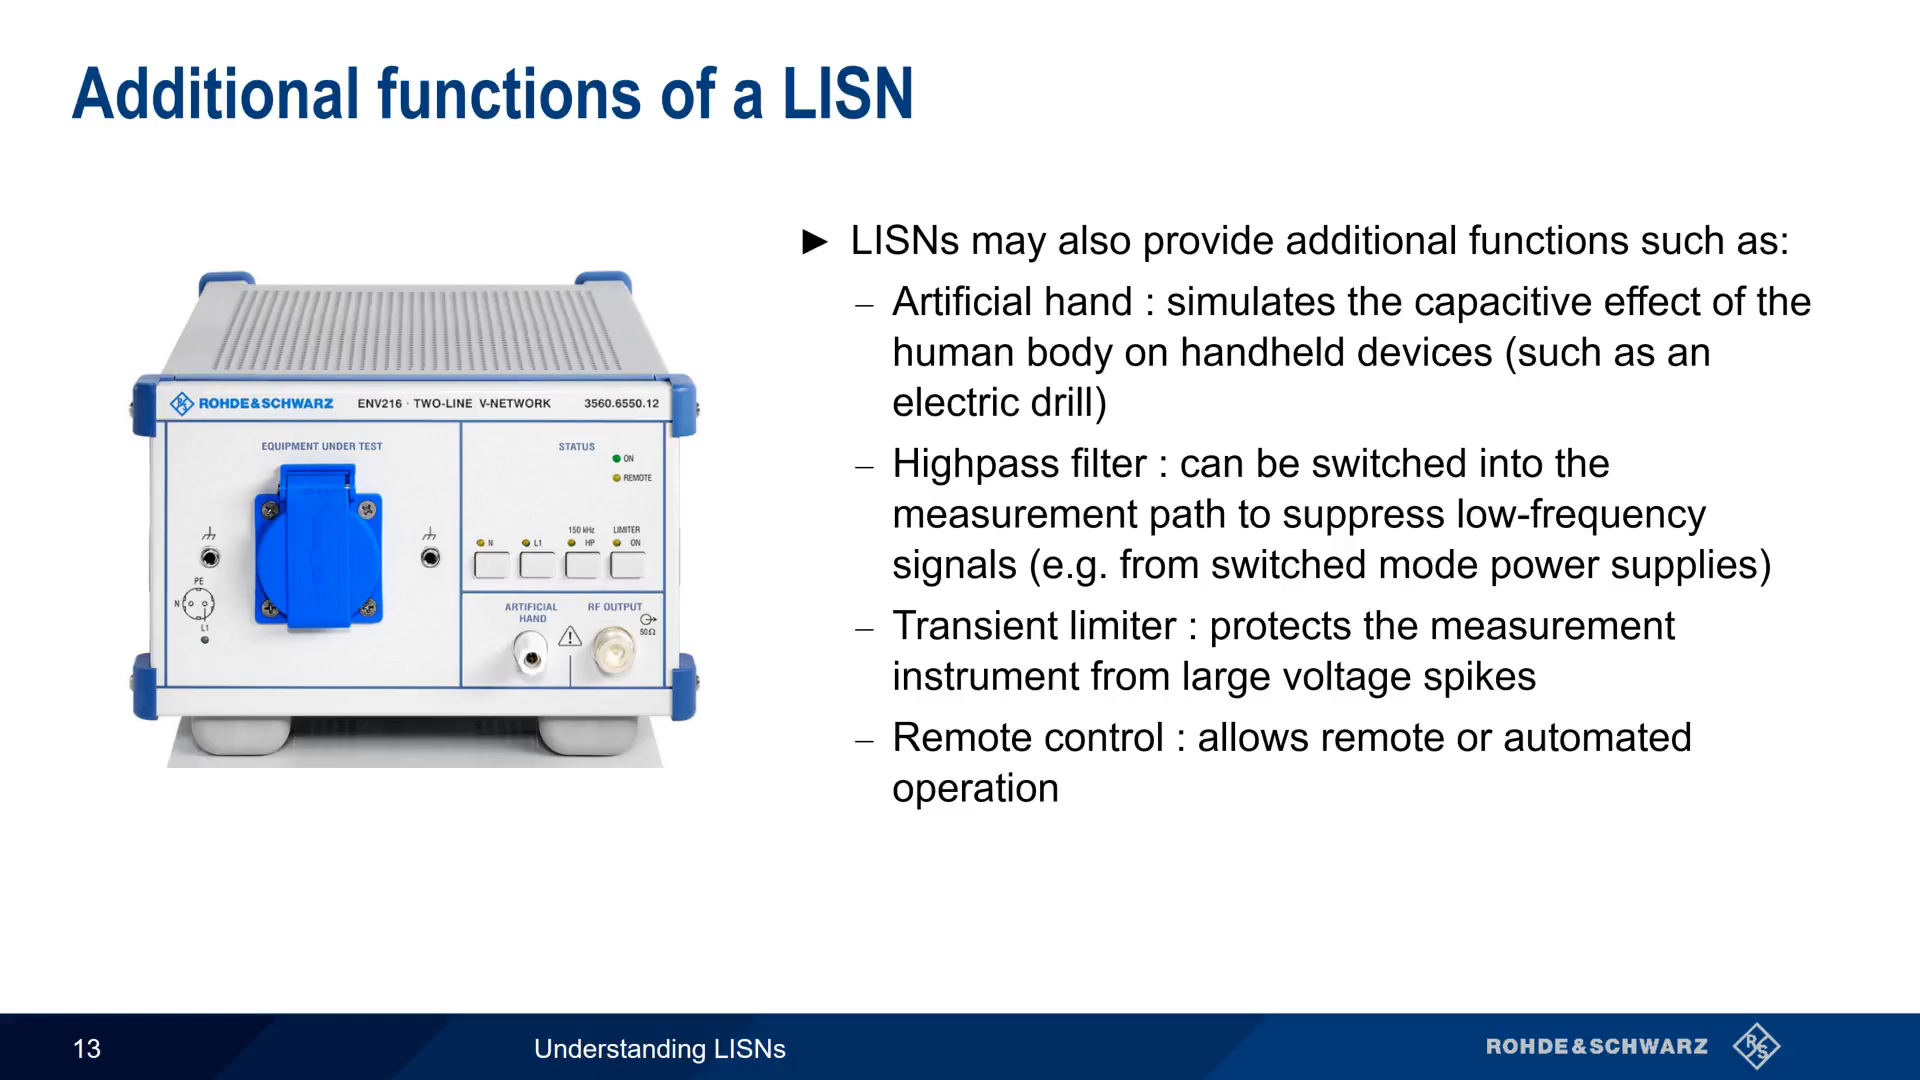 Additional functions of a LISN
► LISNs may also provide additional functions such as:
– Artificial hand : simulates the capacitive effect of the
human body on handheld devices (such as an
electric drill)
– Highpass filter : can be switched into the
measurement path to suppress low-frequency
signals (e.g. from switched mode power supplies)
– Transient limiter : protects the measurement
instrument from large voltage spikes
– Remote control : allows remote or automated
operation
ROHDE&SCHWARZ ENV216 · TWO-LINE V-NETWORK 3560.6550.12
EQUIPMENT UNDER TEST
STATUS
ON
REMOTE
150 kHz LIMITER
N L1 HP ON
PE
N
L1
ARTIFICIAL
HAND
RF OUTPUT
50Ω
13
Understanding LISNs
ROHDE&SCHWARZ